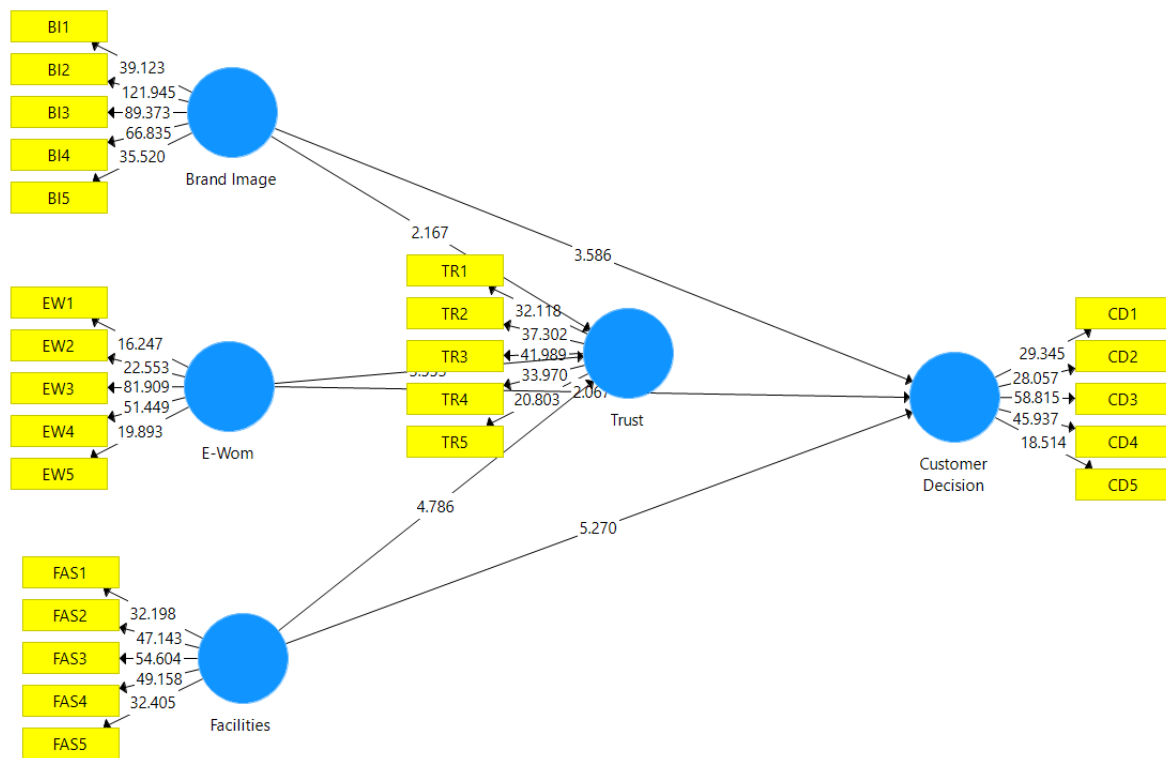 BI1
39.123
BI2
121.945
BI3
89.373
66.835
BI4
35.520
BI5
Brand Image
2.167
3.586
TR1
EW1
32.118
TR2
CD1
16.247
37.302
EW2
29.345
22.553
TR3
41.989
CD2
28.057
EW3
81.909
33.970
58.815
CD3
51.449
TR4
20.803
2.067
45.937
EW4
19.893
Trust
18.514
CD4
TR5
E-Wom
EW5
Customer
Decision
CD5
4.786
5.270
FAS1
32.198
FAS2
47.143
FAS3
54.604
49.158
FAS4
32.405
Facilities
FAS5